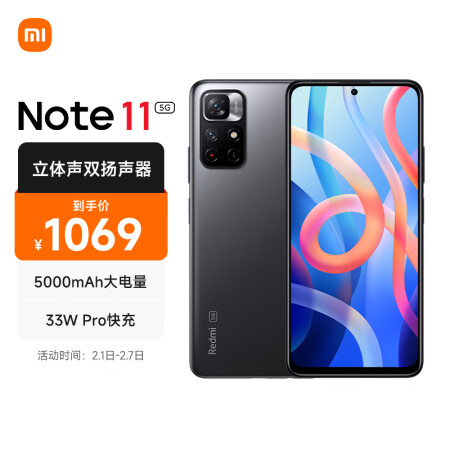 mi
Note 11 5G
立体声双扬声器
到手价
¥1069
5000mAh大电量
33W Pro快充
活动时间：2.1日-2.7日
Redmi 5G